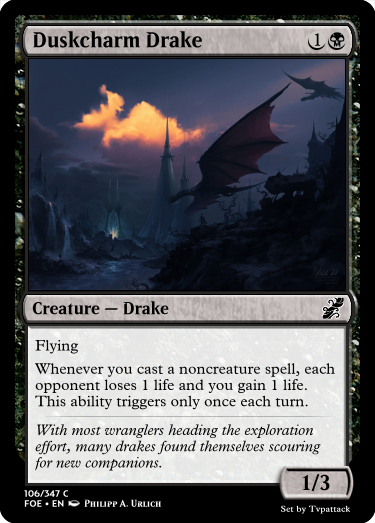 Duskcharm Drake 1
Creature — Drake
Flying
Whenever you cast a noncreature spell, each
opponent loses 1 life and you gain 1 life.
This ability triggers only once each turn.
With most wranglers heading the exploration
effort, many drakes found themselves scouring
for new companions.
1/3
106/347 C
FOE • EN Philipp A. Urlich
Set by Tvpattack